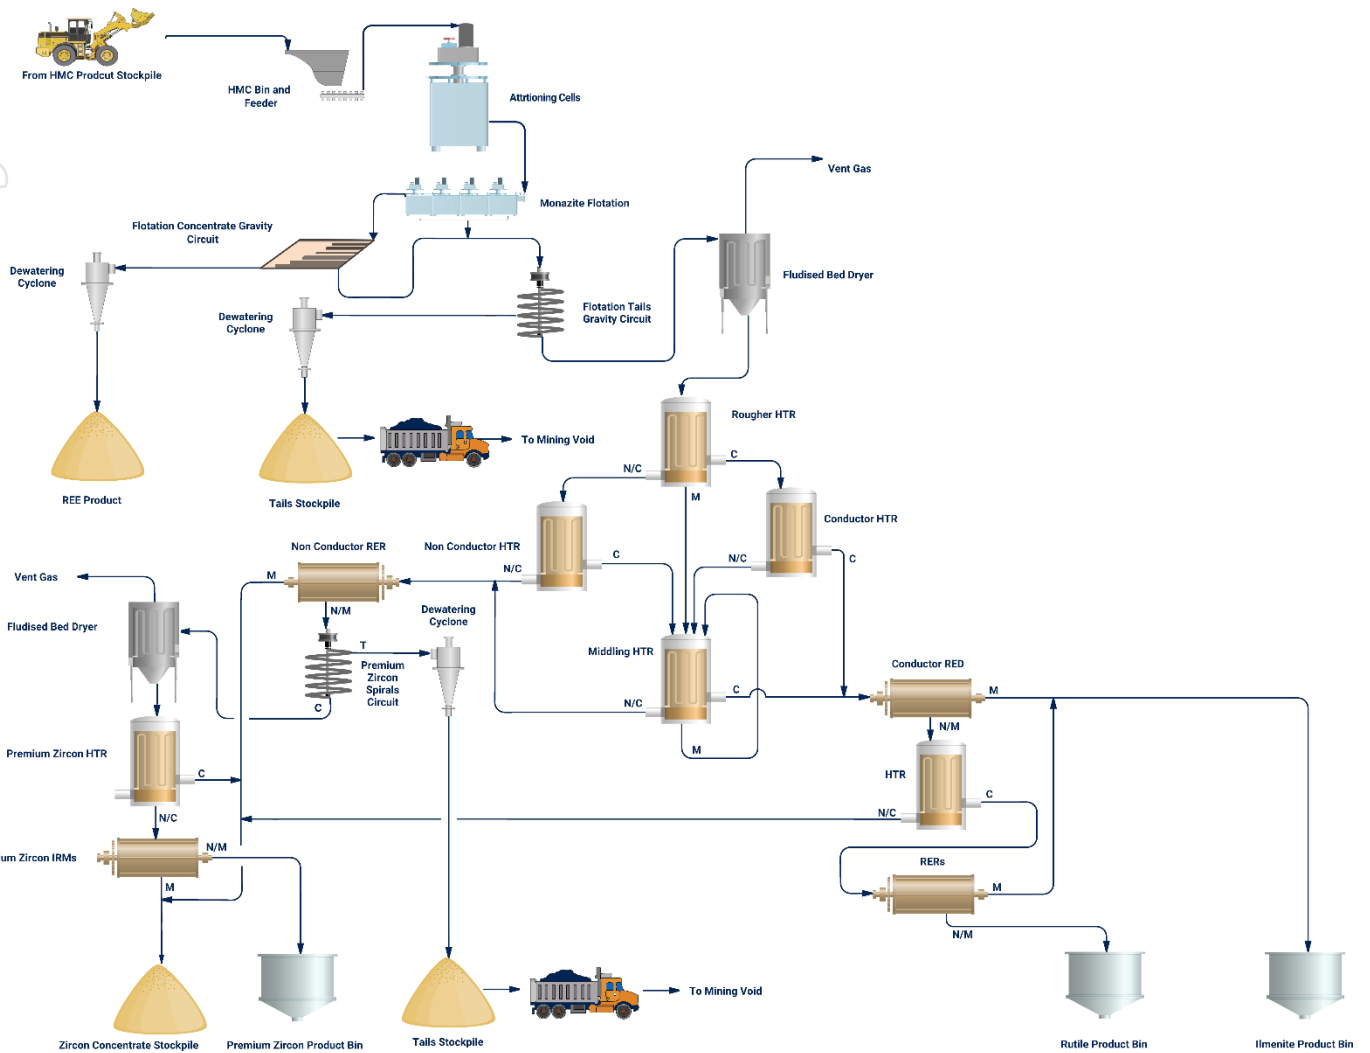 From HMC Prodcut Stockpile
HMC Bin and
Feeder
Attrtioning Cells
Vent Gas
Monazite Flotation
Flotation Concentrate Gravity
Circuit
Dewatering
Cyclone
Fludised Bed Dryer
Dewatering
Cyclone
Flotation Tails
Gravity Circuit
Rougher HTR
To Mining Void
N/C
C
M
REE Product
Tails Stockpile
Conductor HTR
Non Conductor RER
Non Conductor HTR
C
N/C
C
Vent Gas
M
N/C
N/M
Dewatering
Cyclone
Fludised Bed Dryer
T
Premium
Zircon
Spirals
Circuit
C
Middling HTR
Conductor RED
C
M
N/C
N/M
M
Premium Zircon HTR
C
HTR
C
N/C
N/C
um Zircon IRMs
N/M
RERs
M
M
N/M
To Mining Void
Zircon Concentrate Stockpile
Premium Zircon Product Bin
Tails Stockpile
Rutile Product Bin
Ilmenite Product Bin